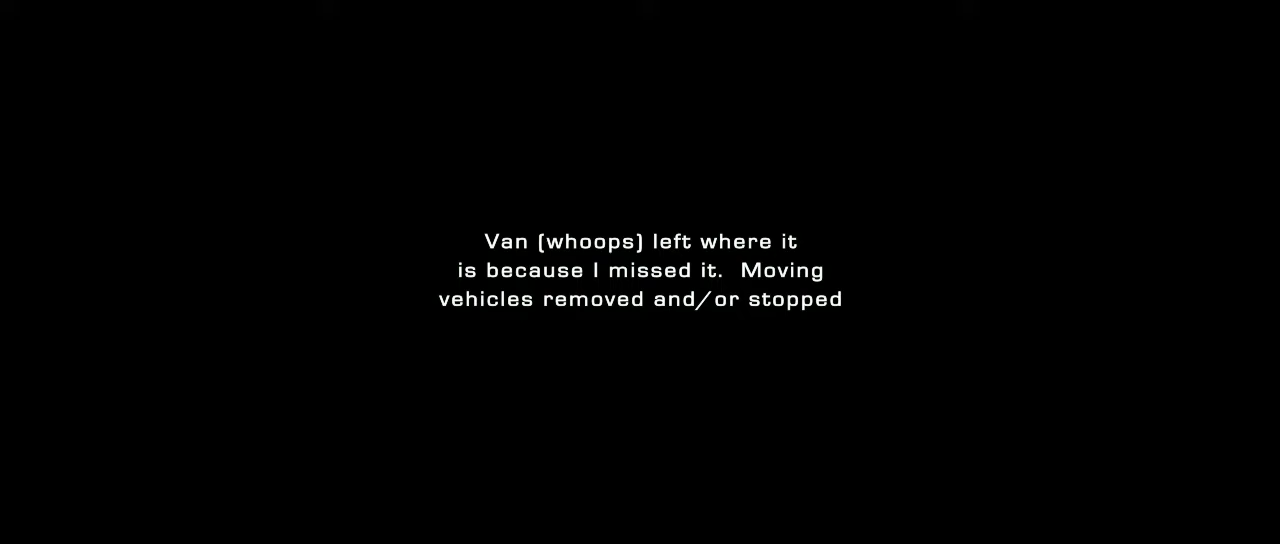 Van (whoops) left where it
is because I missed it.  Moving
vehicles removed and/or stopped